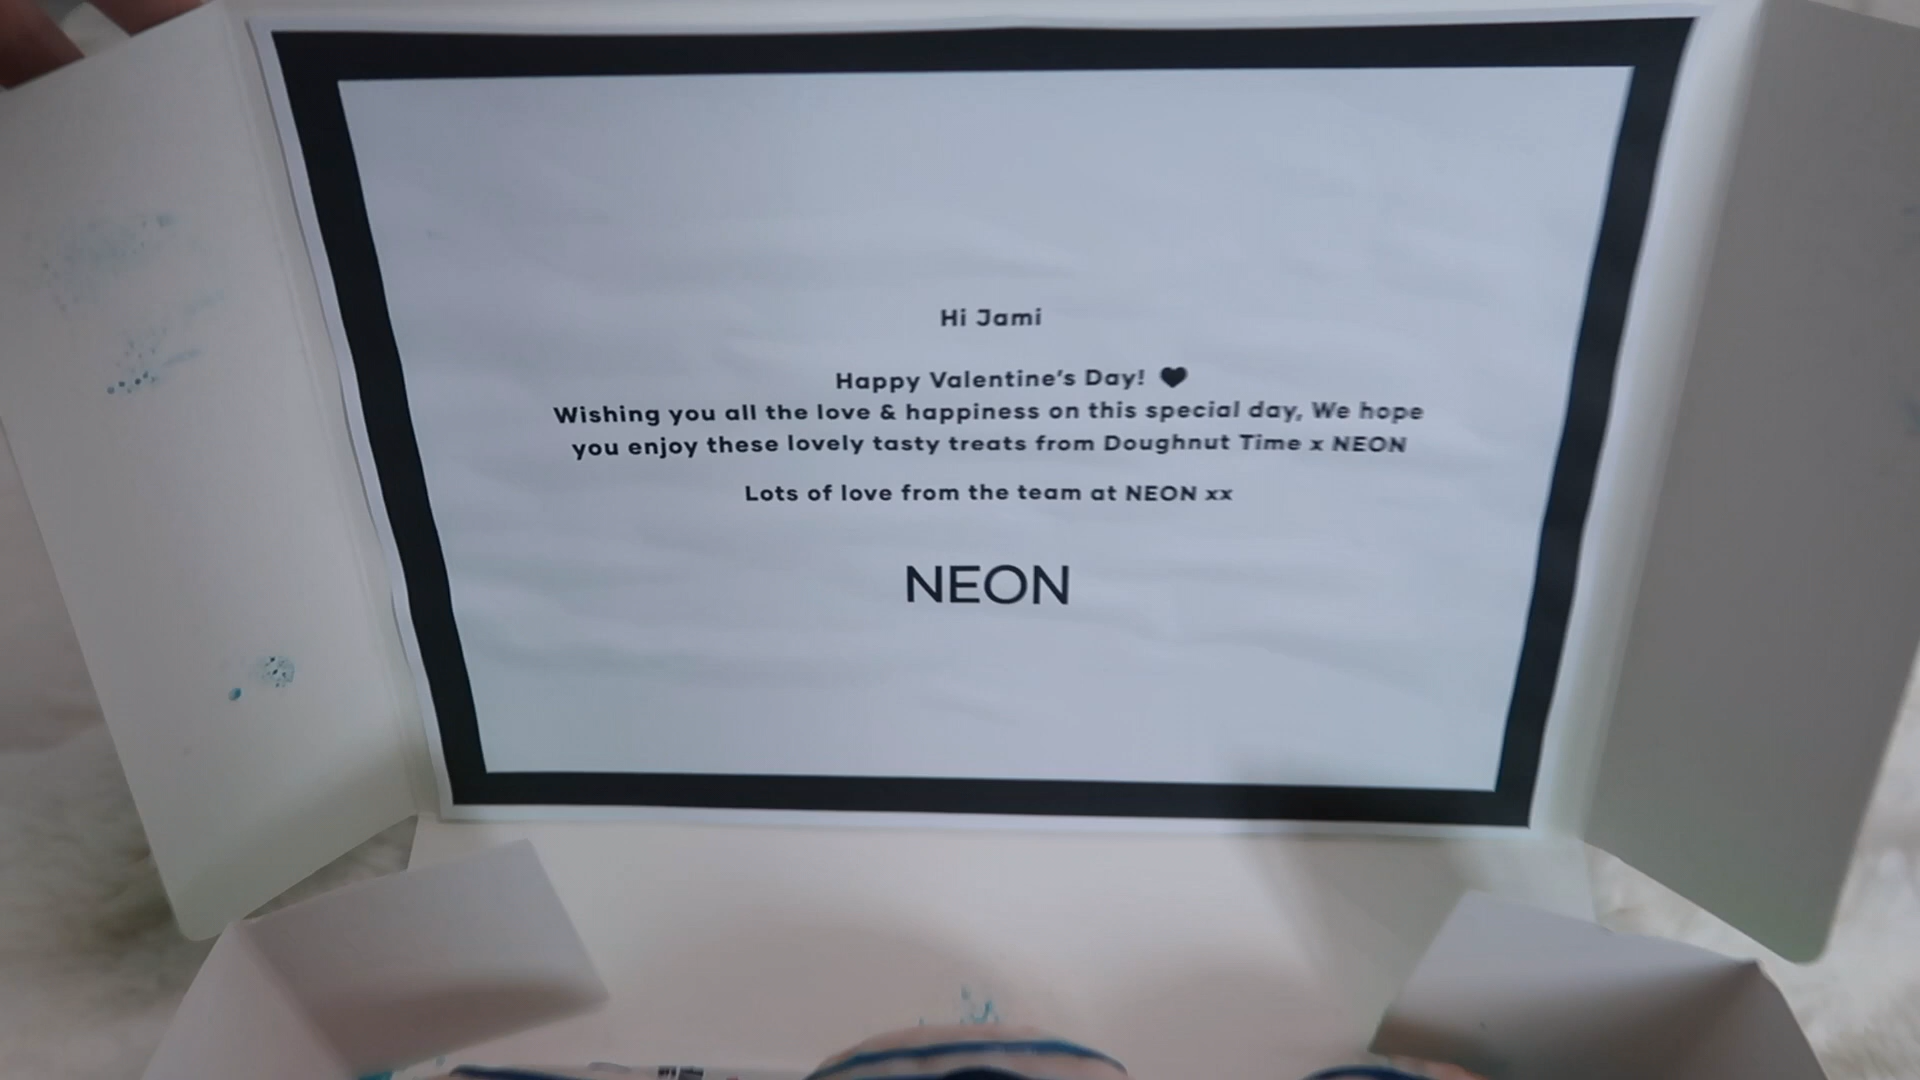 Hi Jami
Happy Valentine's Day! ♥
Wishing you all the love & happiness on this special day, We hope
you enjoy these lovely tasty treats from Doughnut Time x NEON
Lots of love from the team at NEON xx
NEON